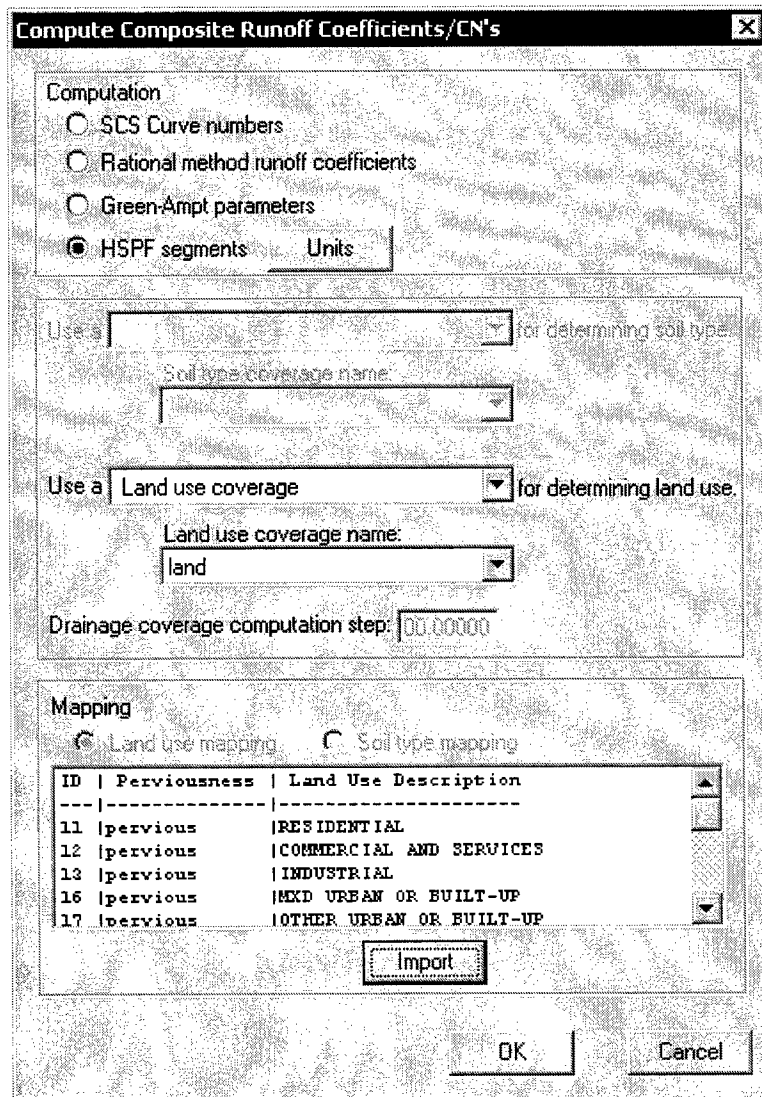 Compute Composite Runoff Coefficients/CN's
Computation
SCS Curve numbers
Rational method runoff coefficients
Green-Ampt parameters
HSPF segments Units
Use a for determining soil type.
Soil type coverage name:
Use a Land use coverage for determining land use.
Land use coverage name:
land
Drainage coverage computation step: 00.00000
Mapping
Land use mapping Soil type mapping
ID | Perviousness | Land Use Description
---|--------------|----------------------
11 |pervious |RESIDENTIAL
12 |pervious |COMMERCIAL AND SERVICES
13 |pervious |INDUSTRIAL
16 |pervious |MXD URBAN OR BUILT-UP
17 |pervious |OTHER URBAN OR BUILT-UP
Import
OK Cancel